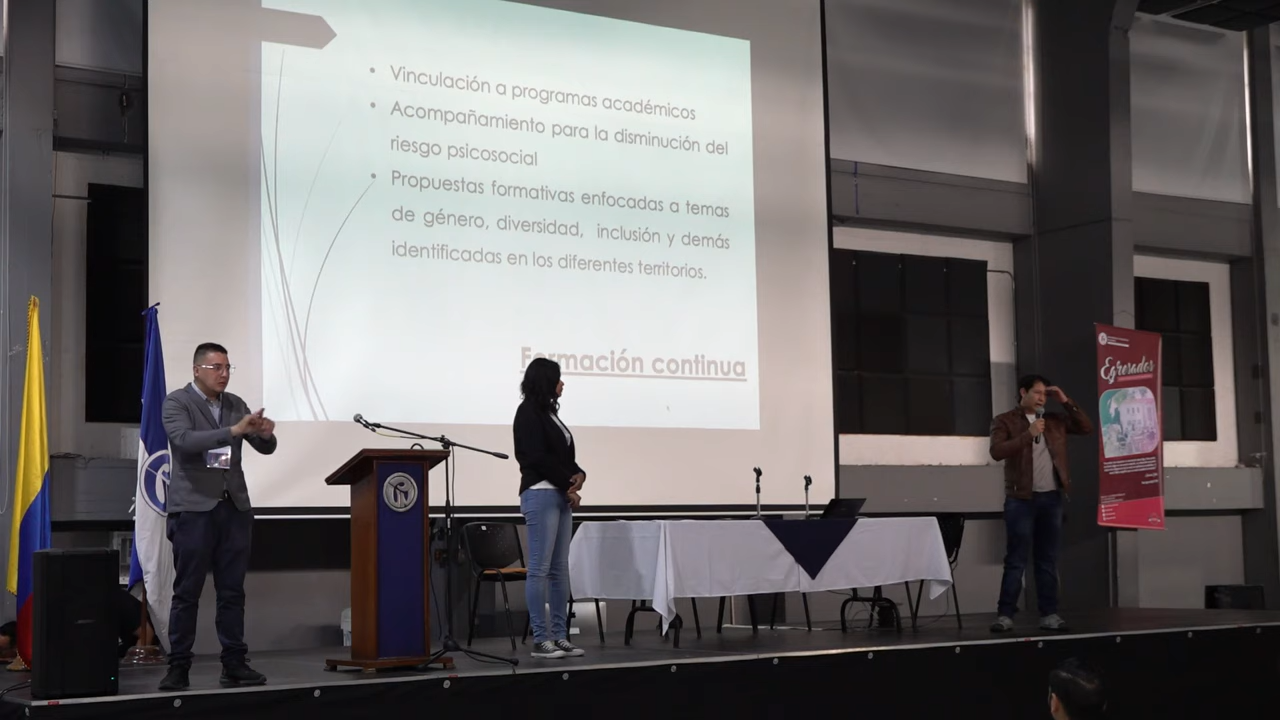 • Vinculación a programas académicos
• Acompañamiento para la disminución del
riesgo psicosocial
• Propuestas formativas enfocadas a temas
de género, diversidad, inclusión y demás
identificadas en los diferentes territorios.
Formación continua
Egresados